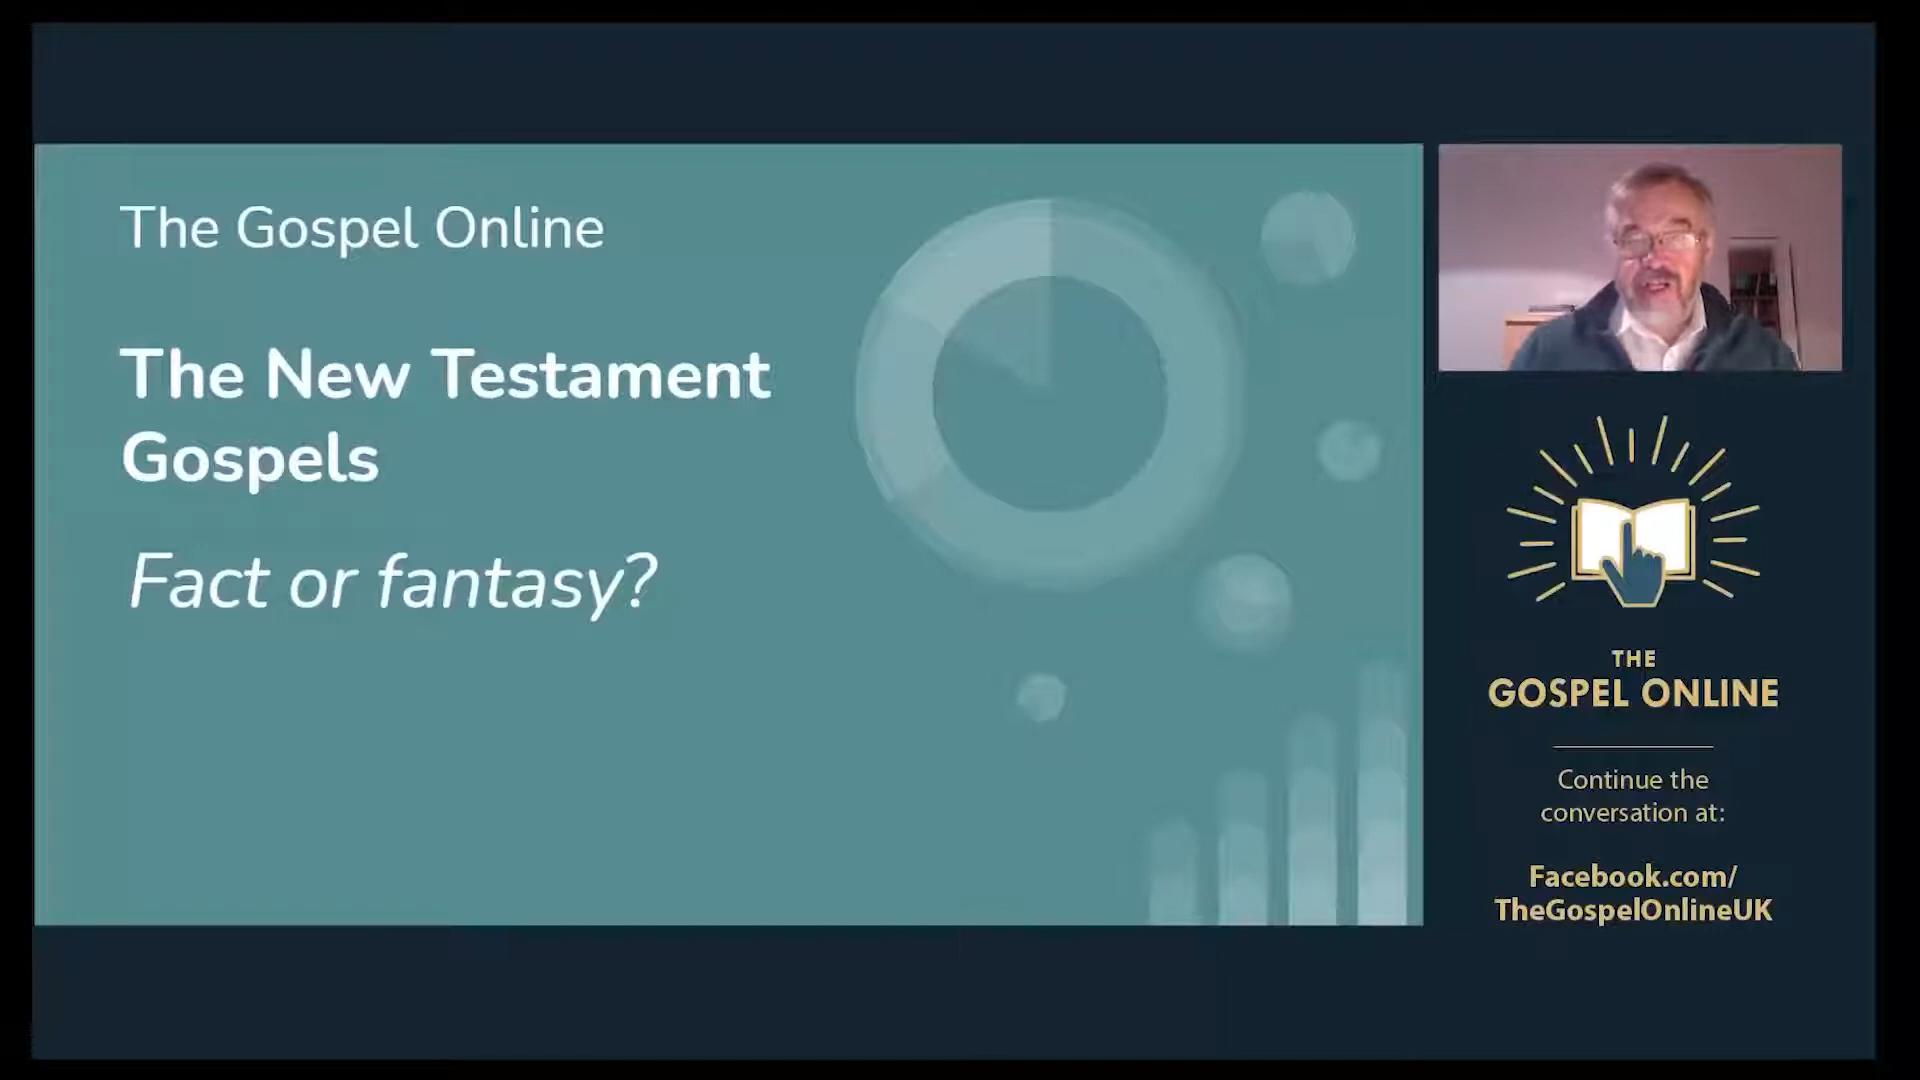 The Gospel Online
The New Testament
Gospels
Fact or fantasy?
THE
GOSPEL ONLINE
Continue the
conversation at:
Facebook.com/
TheGospelOnlineUK